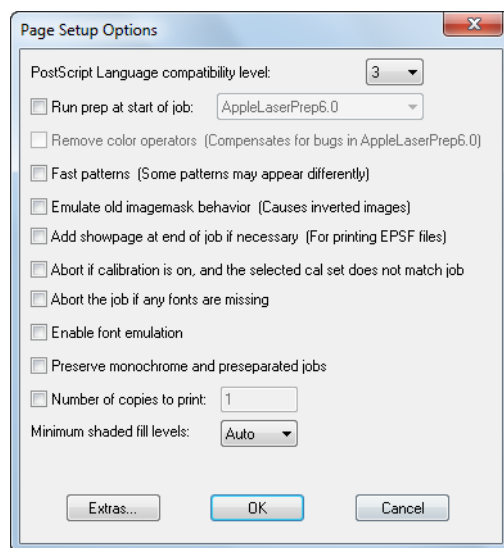 Page Setup Options
PostScript Language compatibility level: 3
Run prep at start of job: AppleLaserPrep6.0
Remove color operators (Compensates for bugs in AppleLaserPrep6.0)
Fast patterns (Some patterns may appear differently)
Emulate old imagemask behavior (Causes inverted images)
Add showpage at end of job if necessary (For printing EPSF files)
Abort if calibration is on, and the selected cal set does not match job
Abort the job if any fonts are missing
Enable font emulation
Preserve monochrome and preseparated jobs
Number of copies to print: 1
Minimum shaded fill levels: Auto
Extras... OK Cancel